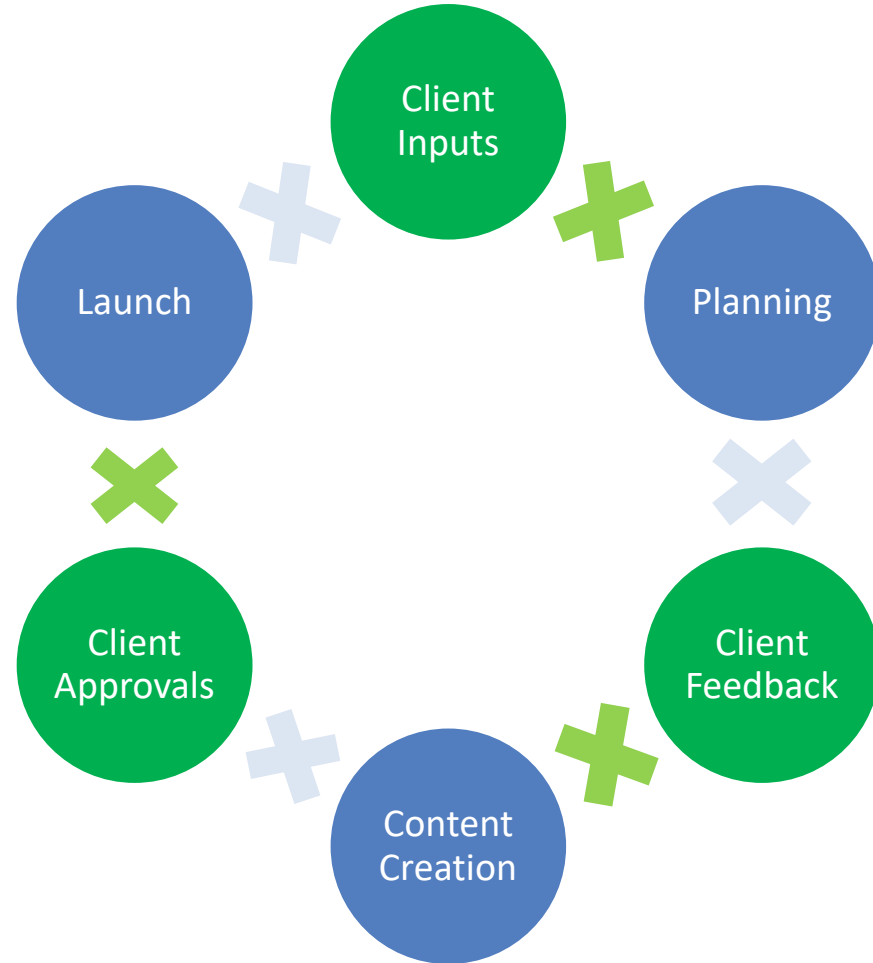 Client
Inputs
Planning
Client
Feedback
Content
Creation
Client
Approvals
Launch